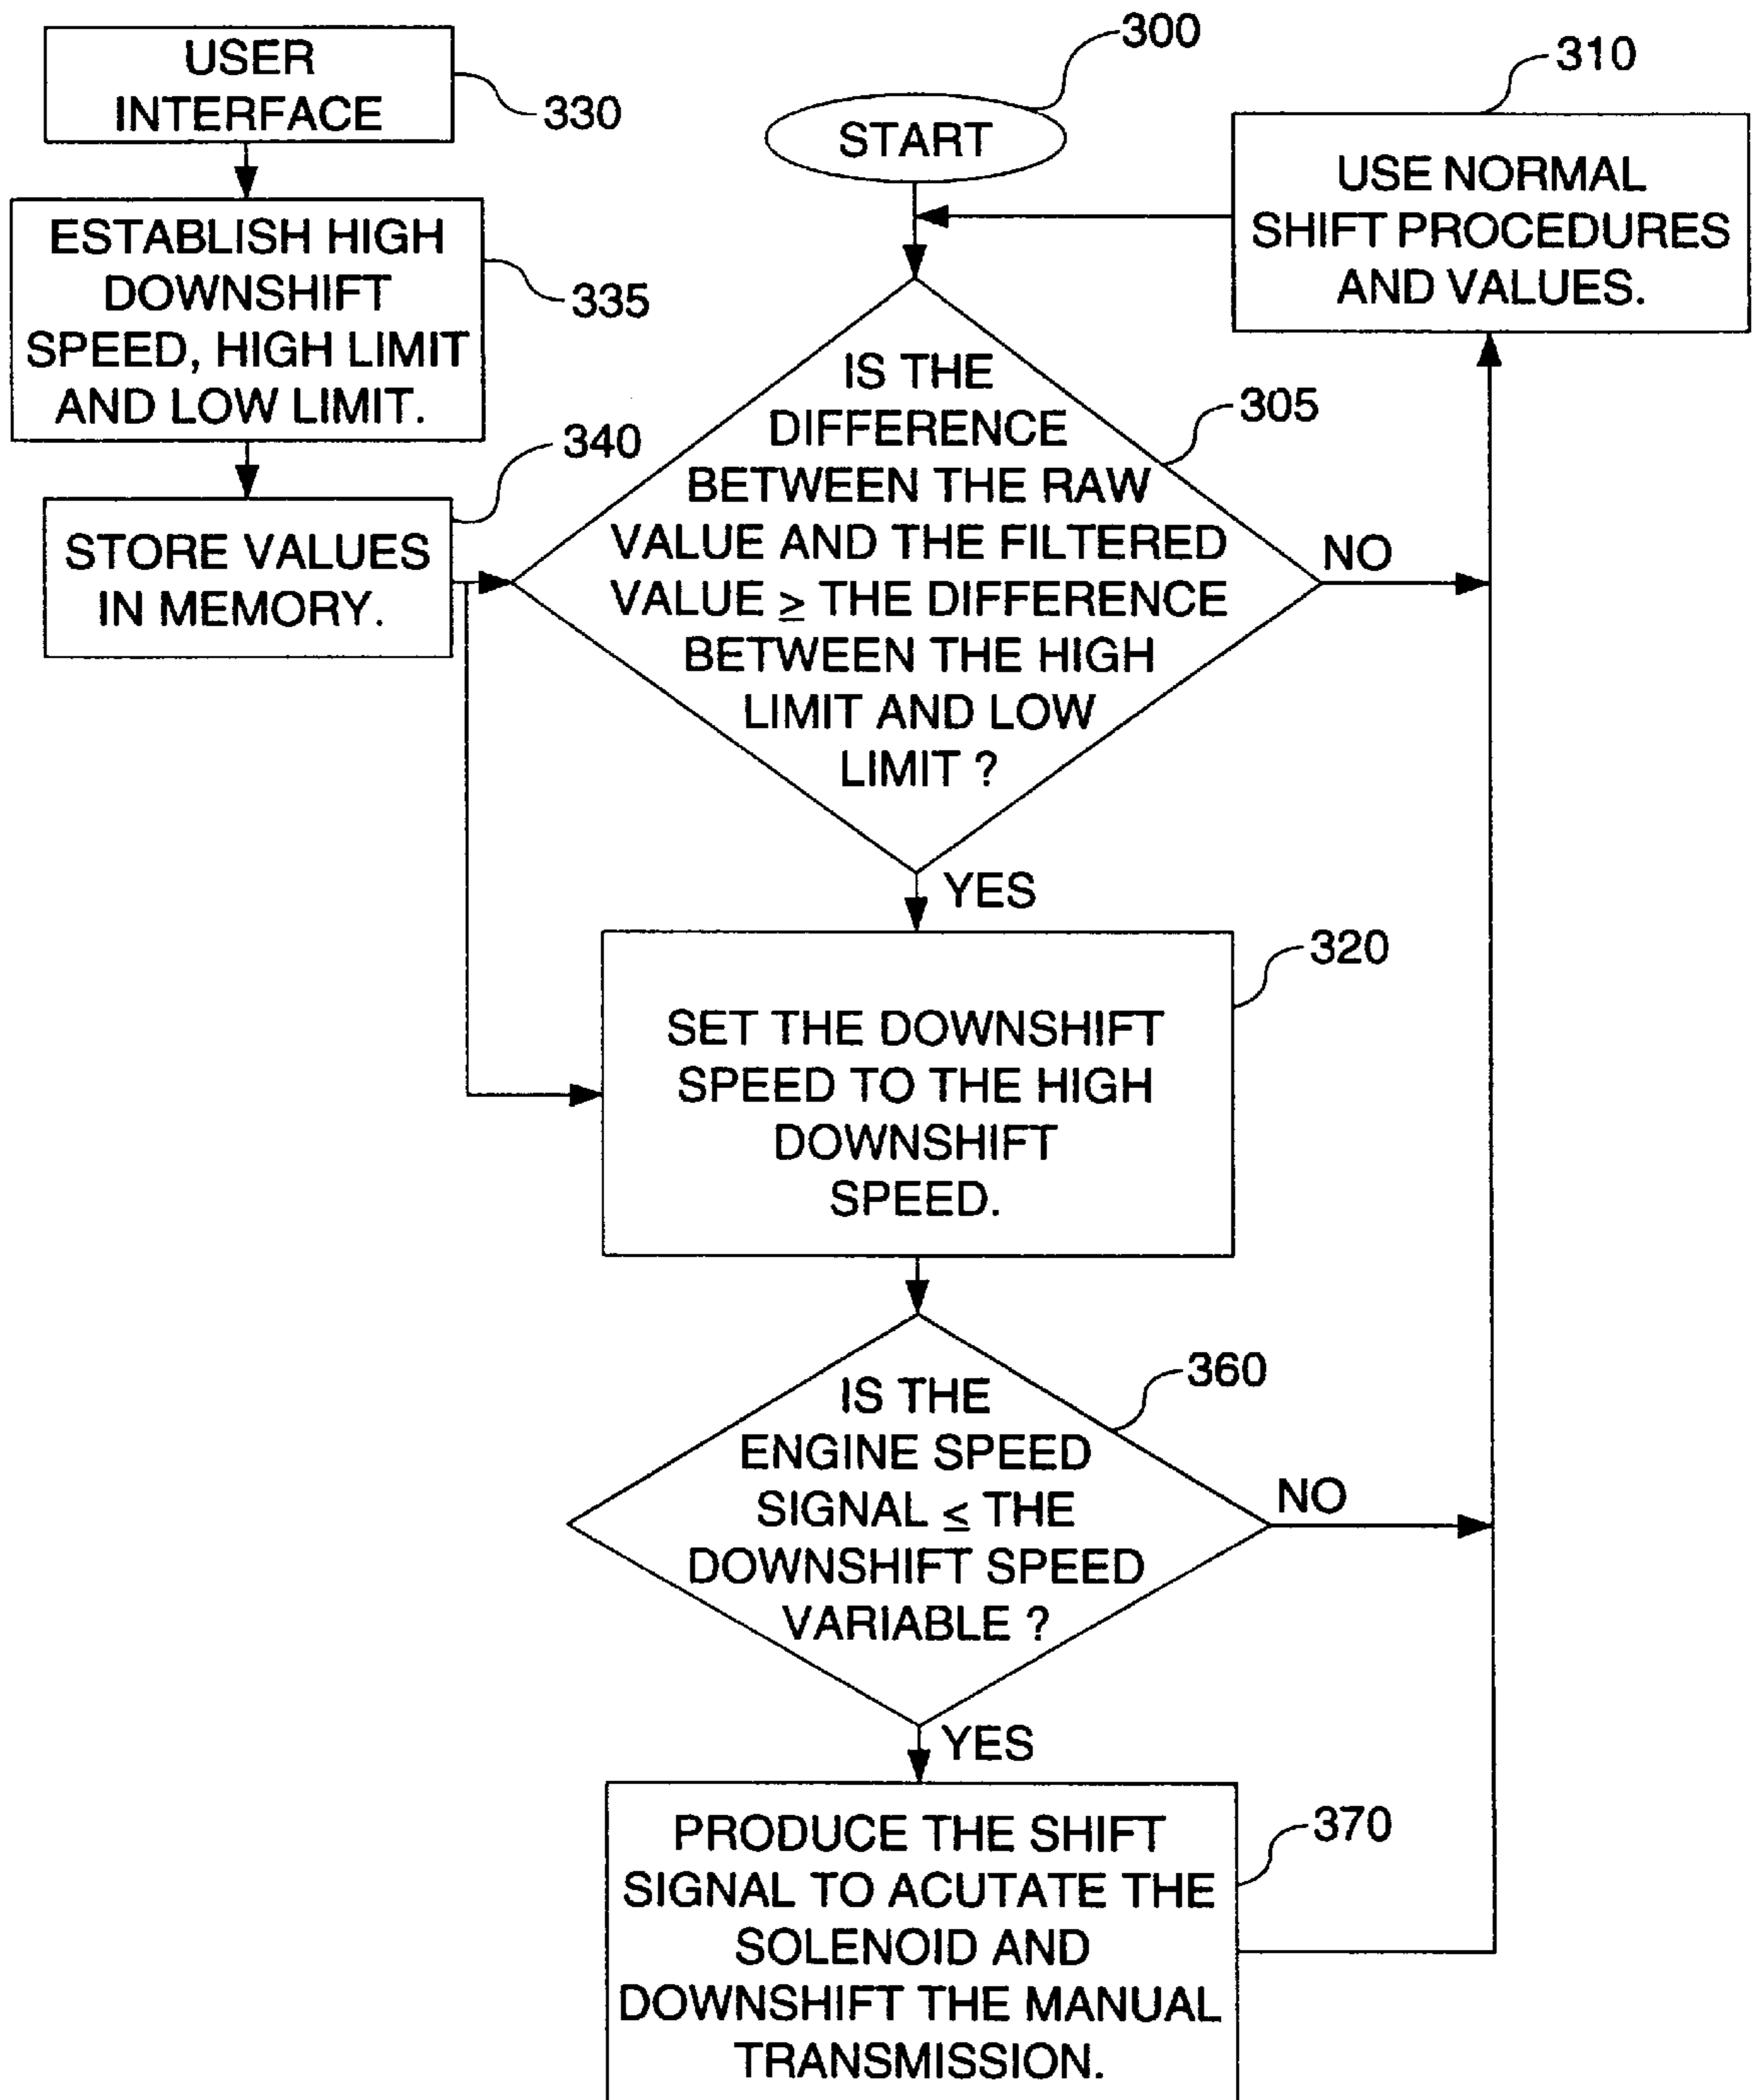 USER
INTERFACE
330
ESTABLISH HIGH
DOWNSHIFT
SPEED, HIGH LIMIT
AND LOW LIMIT.
335
STORE VALUES
IN MEMORY.
340
300
START
310
USE NORMAL
SHIFT PROCEDURES
AND VALUES.
IS THE
DIFFERENCE
BETWEEN THE RAW
VALUE AND THE FILTERED
VALUE ≥ THE DIFFERENCE
BETWEEN THE HIGH
LIMIT AND LOW
LIMIT ?
305
NO
YES
320
SET THE DOWNSHIFT
SPEED TO THE HIGH
DOWNSHIFT
SPEED.
IS THE
ENGINE SPEED
SIGNAL ≤ THE
DOWNSHIFT SPEED
VARIABLE ?
360
NO
YES
PRODUCE THE SHIFT
SIGNAL TO ACUTATE THE
SOLENOID AND
DOWNSHIFT THE MANUAL
TRANSMISSION.
370